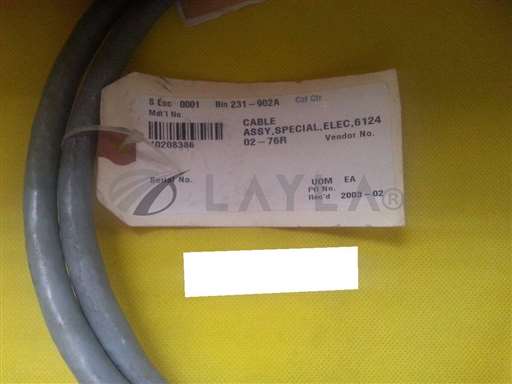 S Esc 0001 Bin 231-902A Col Ctr
Mat'l No.
CABLE
ASSY,SPECIAL,ELEC,6124
10208386
02-76R
Vendor No.
Serial No.
UOM EA
PO No.
Rec'd 2003-02
LAYLA®